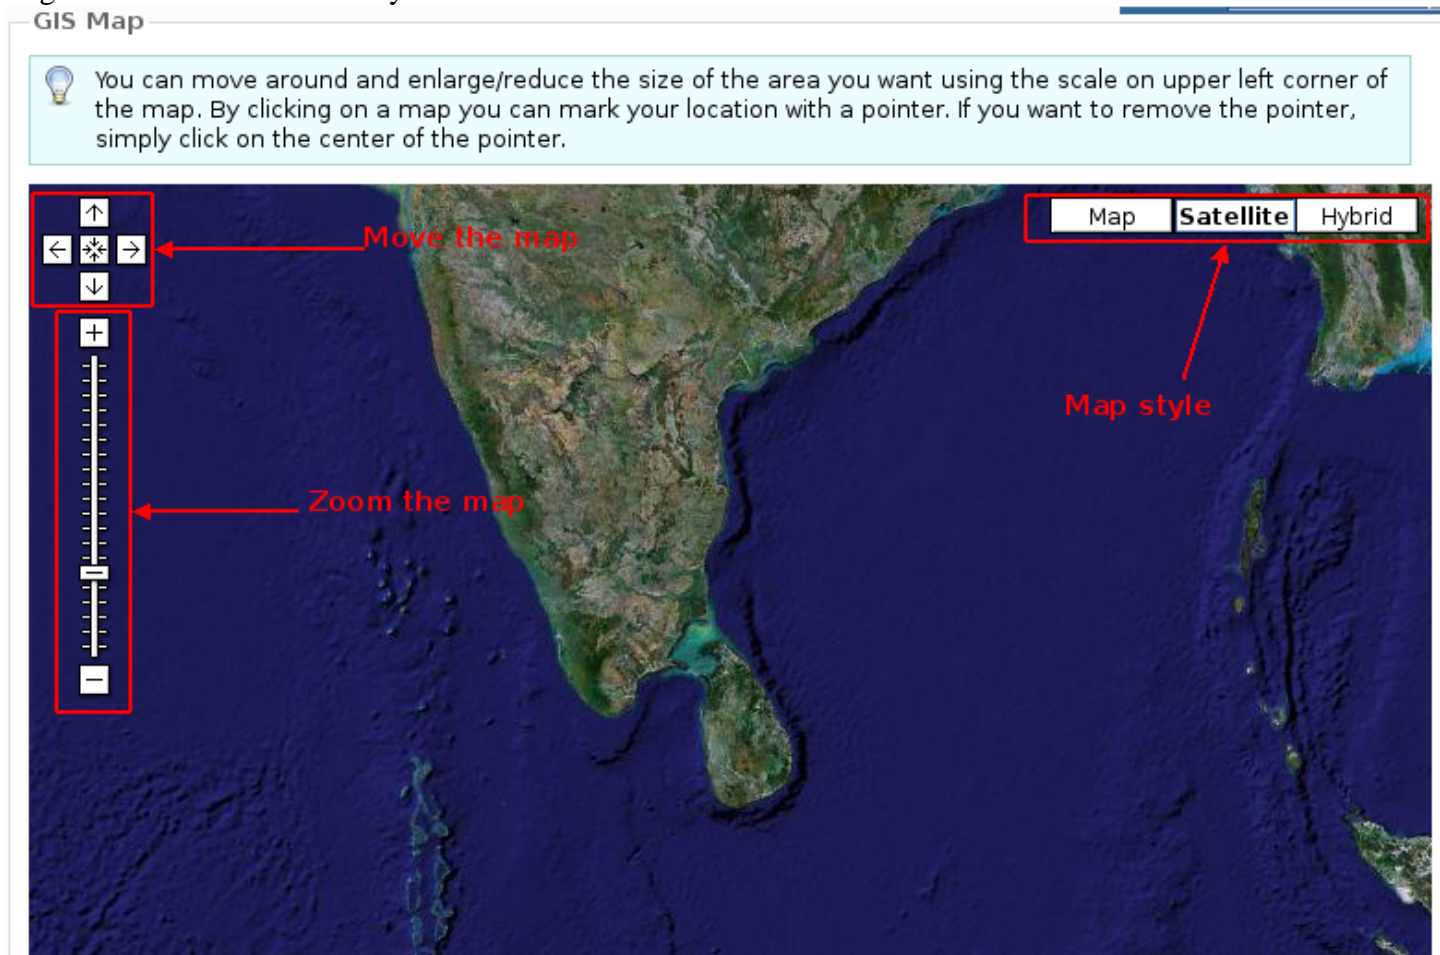 GIS Map
You can move around and enlarge/reduce the size of the area you want using the scale on upper left corner of
the map. By clicking on a map you can mark your location with a pointer. If you want to remove the pointer,
simply click on the center of the pointer.
Map Satellite Hybrid
Move the map
Map style
Zoom the map